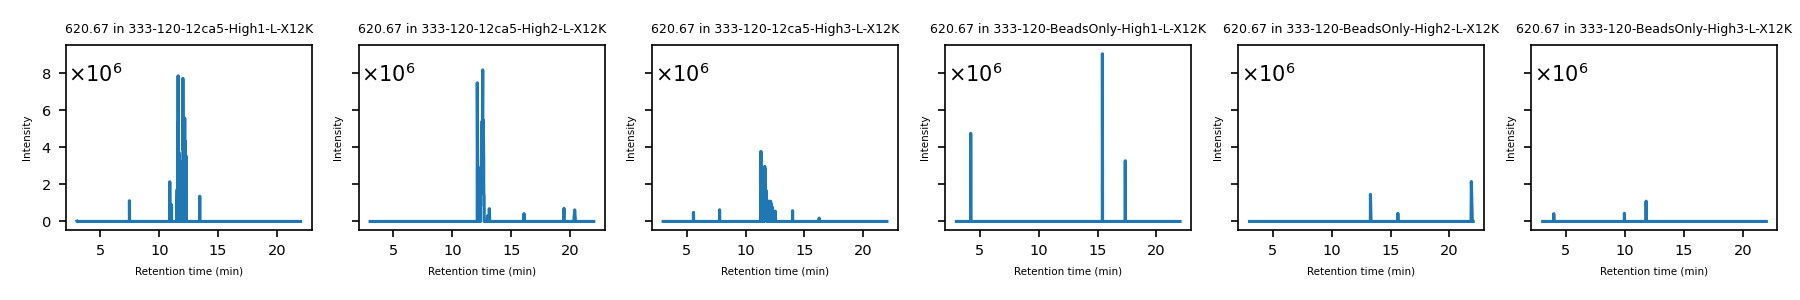 620.67 in 333-120-12ca5-High1-L-X12K
×10⁶
8
6
4
2
0
Intensity
5 10 15 20
Retention time (min)
620.67 in 333-120-12ca5-High2-L-X12K
×10⁶
Intensity
5 10 15 20
Retention time (min)
620.67 in 333-120-12ca5-High3-L-X12K
×10⁶
Intensity
5 10 15 20
Retention time (min)
620.67 in 333-120-BeadsOnly-High1-L-X12K
×10⁶
Intensity
5 10 15 20
Retention time (min)
620.67 in 333-120-BeadsOnly-High2-L-X12K
×10⁶
Intensity
5 10 15 20
Retention time (min)
620.67 in 333-120-BeadsOnly-High3-L-X12K
×10⁶
Intensity
5 10 15 20
Retention time (min)